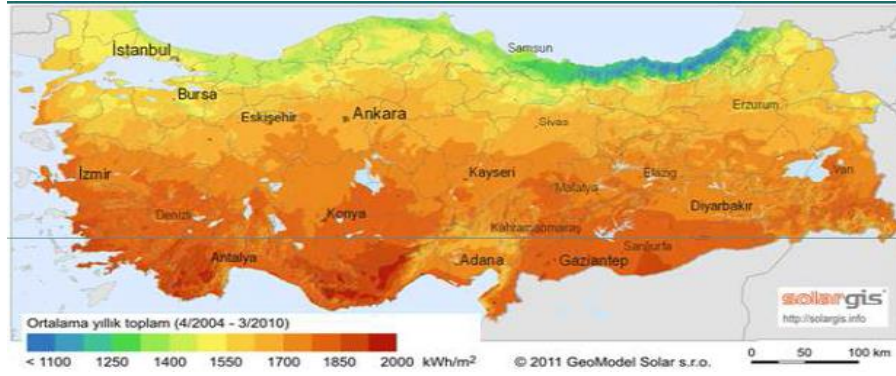 İstanbul
Samsun
Bursa
Eskişehir
Ankara
Sivas
Erzurum
İzmir
Kayseri
Malatya
Elazığ
Van
Denizli
Konya
Diyarbakır
Kahramanmaraş
Antalya
Adana
Gaziantep
Şanlıurfa
solargis
http://solargis.info
Ortalama yıllık toplam (4/2004 - 3/2010)
< 1100 1250 1400 1550 1700 1850 2000 kWh/m²
© 2011 GeoModel Solar s.r.o.
0 50 100 km